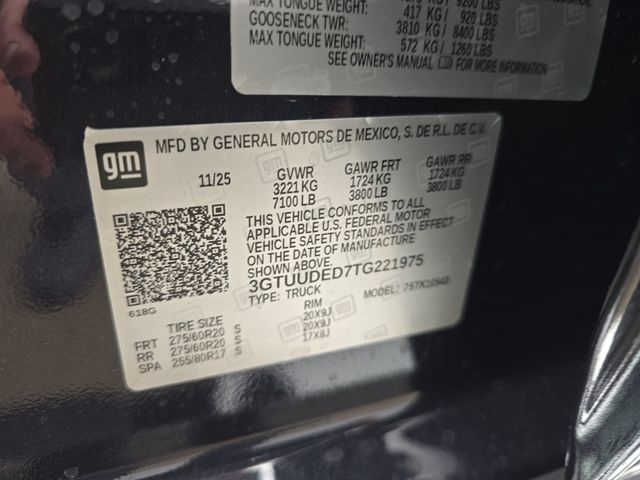 MAX TONGUE WEIGHT: 417 KG / 920 LBS
GOOSENECK TWR: 3810 KG / 8400 LBS
MAX TONGUE WEIGHT: 572 KG / 1260 LBS
SEE OWNER'S MANUAL FOR MORE INFORMATION
gm
MFD BY GENERAL MOTORS DE MEXICO, S. DE R.L. DE C.V.
11/25 GVWR GAWR FRT GAWR RR
3221 KG 1724 KG 1724 KG
7100 LB 3800 LB 3800 LB
THIS VEHICLE CONFORMS TO ALL
APPLICABLE U.S. FEDERAL MOTOR
VEHICLE SAFETY STANDARDS IN EFFECT
ON THE DATE OF MANUFACTURE
SHOWN ABOVE.
3GTUUDED7TG221975
618G TYPE: TRUCK MODEL:
TIRE SIZE RIM
FRT 275/60R20 S 20X9J
RR 275/60R20 S 20X9J
SPA 255/80R17 S 17X8J